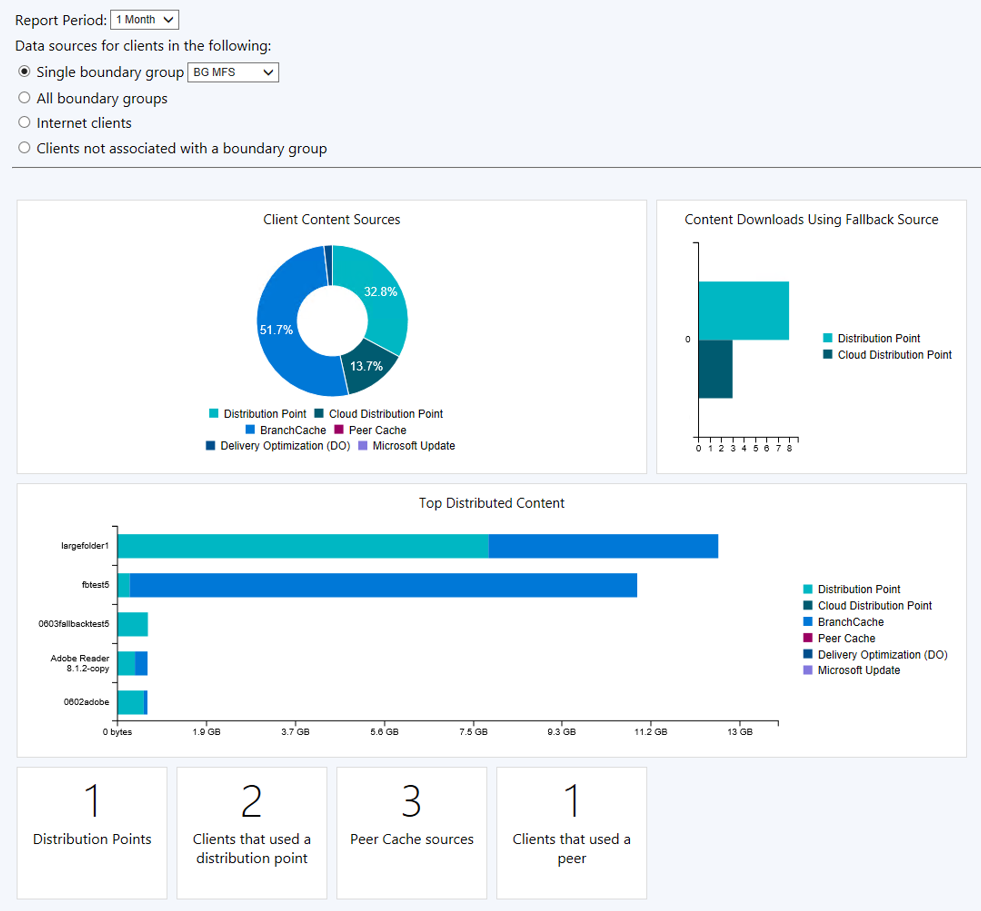 Report Period: 1 Month
Data sources for clients in the following:
Single boundary group BG MFS
All boundary groups
Internet clients
Clients not associated with a boundary group
Client Content Sources
32.8%
51.7%
13.7%
Distribution Point Cloud Distribution Point
BranchCache Peer Cache
Delivery Optimization (DO) Microsoft Update
Content Downloads Using Fallback Source
0
Distribution Point
Cloud Distribution Point
0 1 2 3 4 5 6 7 8
Top Distributed Content
largefolder1
fbtest5
0603fallbacktest5
Adobe Reader
8.1.2-copy
0602adobe
0 bytes 1.9 GB 3.7 GB 5.6 GB 7.5 GB 9.3 GB 11.2 GB 13 GB
Distribution Point
Cloud Distribution Point
BranchCache
Peer Cache
Delivery Optimization (DO)
Microsoft Update
1
Distribution Points
2
Clients that used a
distribution point
3
Peer Cache sources
1
Clients that used a
peer